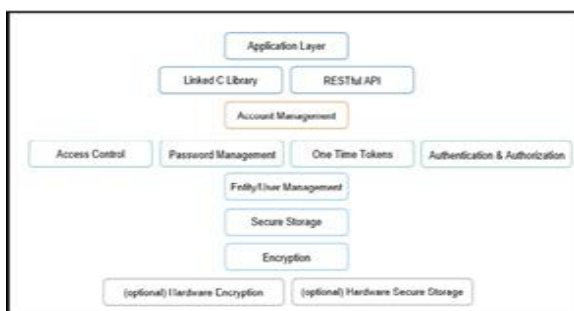 Application Layer
Linked C Library RESTful API
Account Management
Access Control Password Management One Time Tokens Authentication & Authorization
Entity/User Management
Secure Storage
Encryption
(optional) Hardware Encryption (optional) Hardware Secure Storage